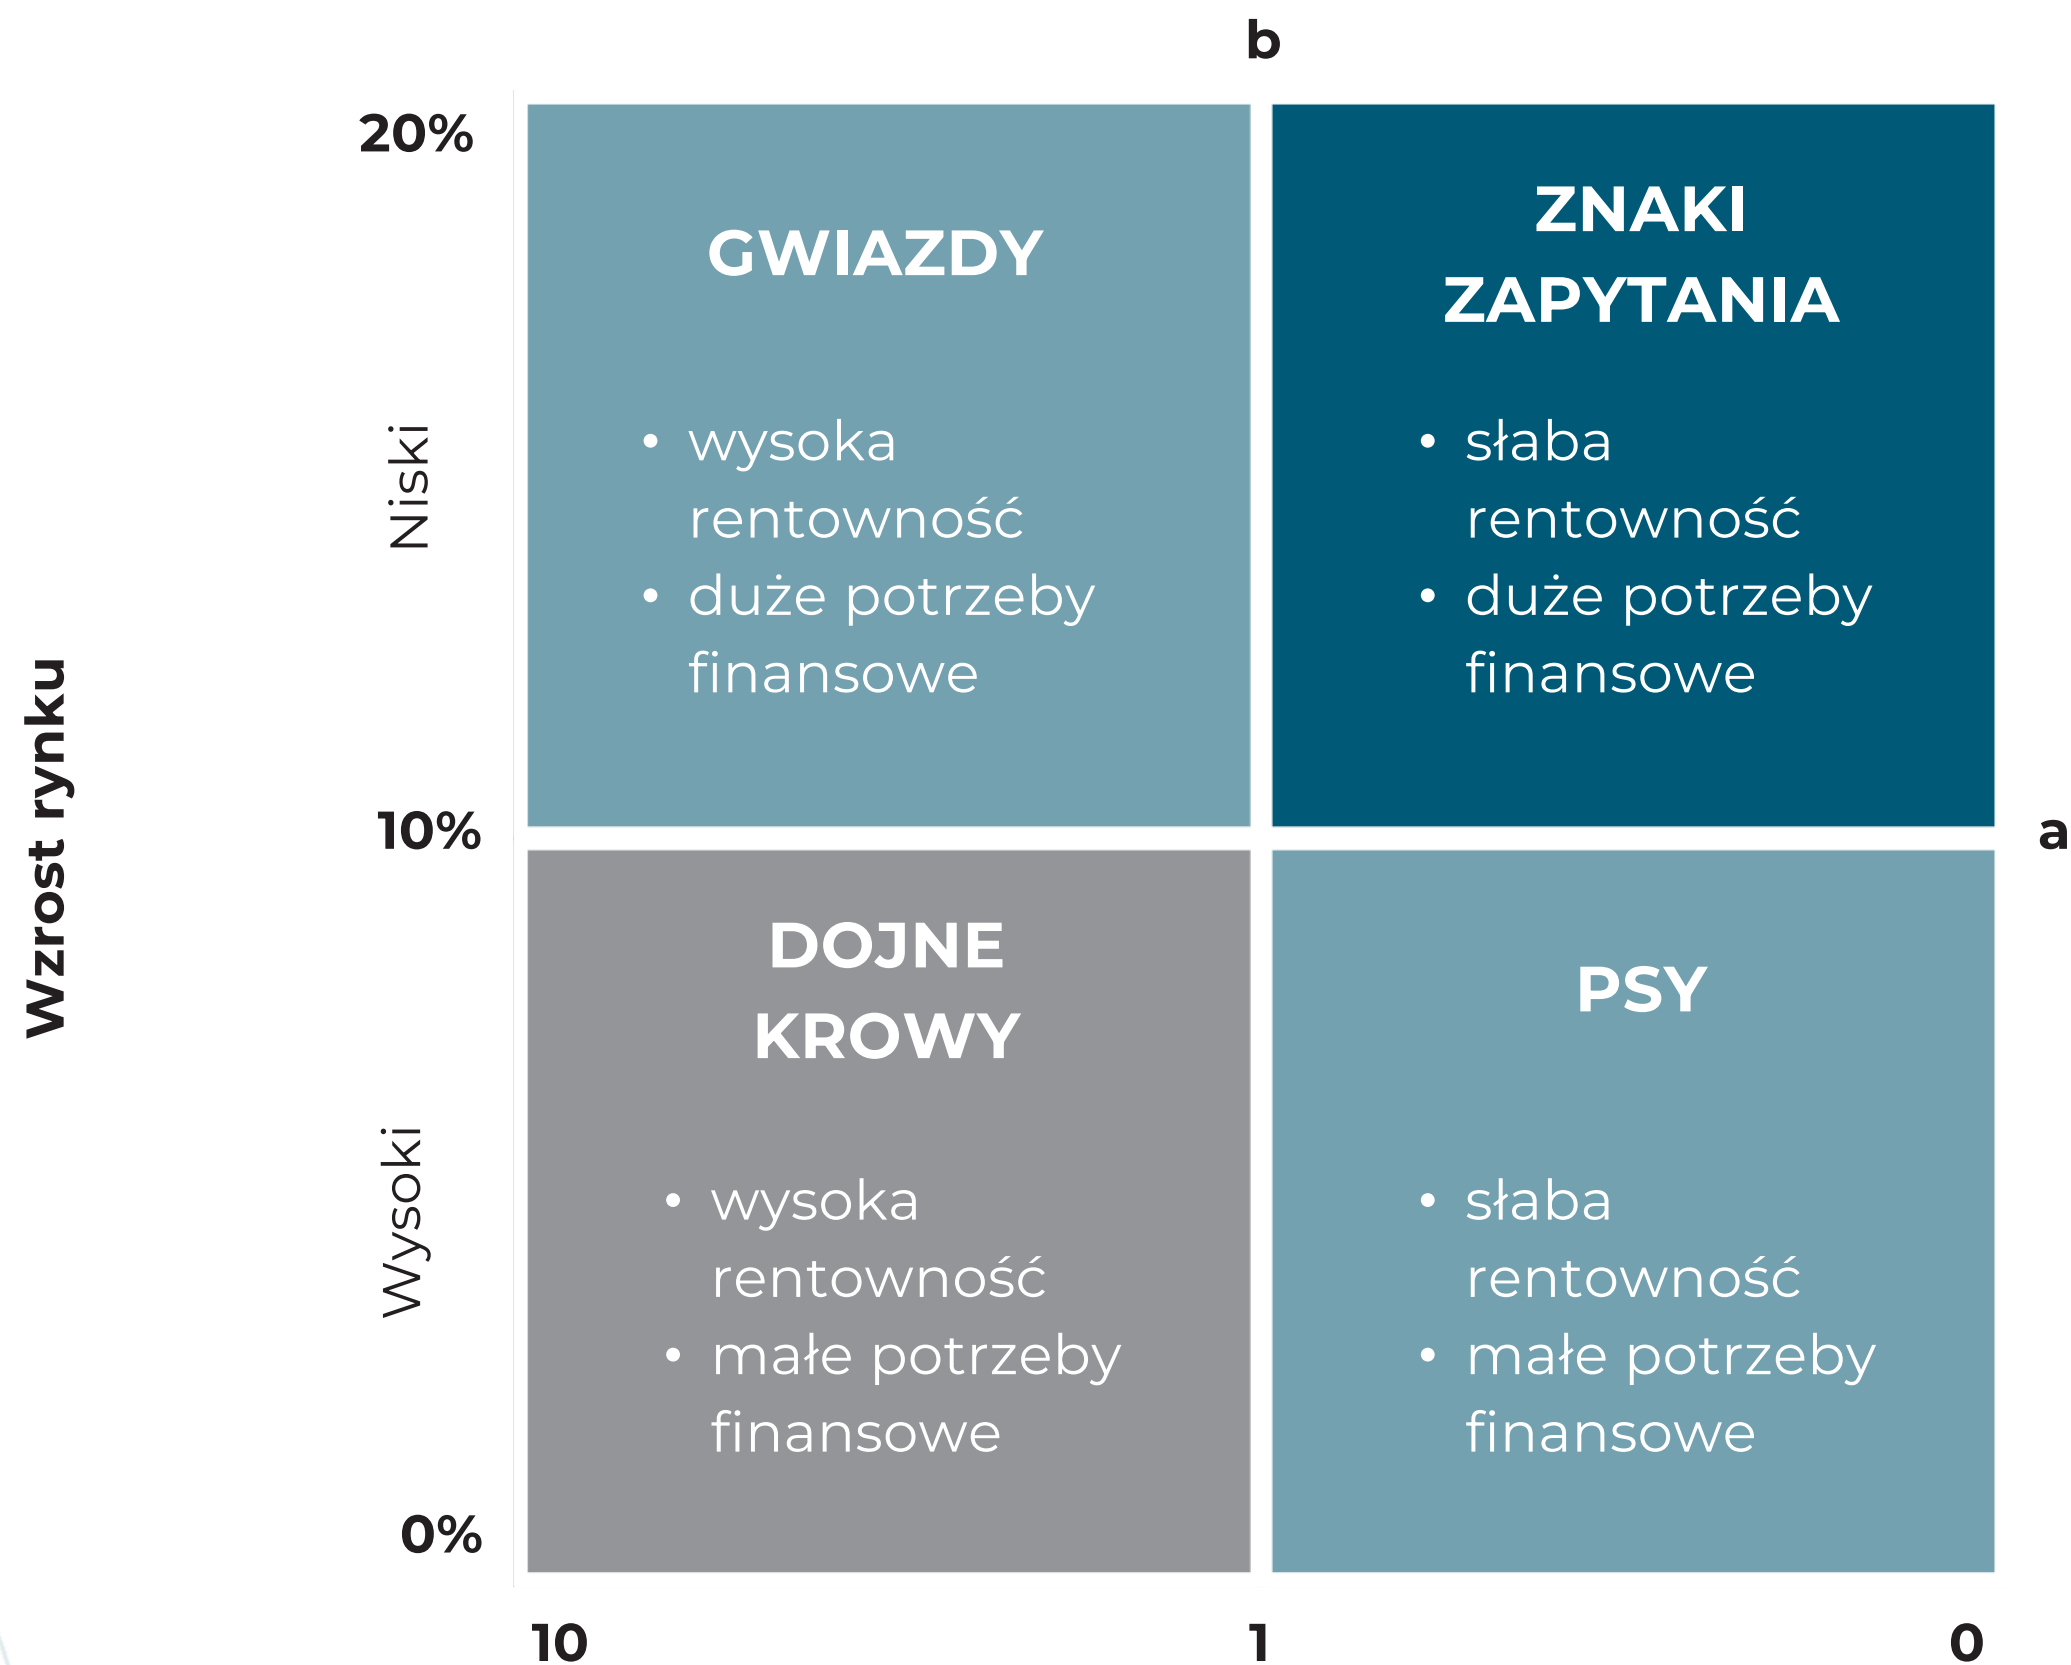 b
20%
GWIAZDY
ZNAKI
ZAPYTANIA
Niski
• wysoka
rentowność
• duże potrzeby
finansowe
• słaba
rentowność
• duże potrzeby
finansowe
Wzrost rynku
10%
a
DOJNE
KROWY
PSY
Wysoki
• wysoka
rentowność
• małe potrzeby
finansowe
• słaba
rentowność
• małe potrzeby
finansowe
0%
10
1
0